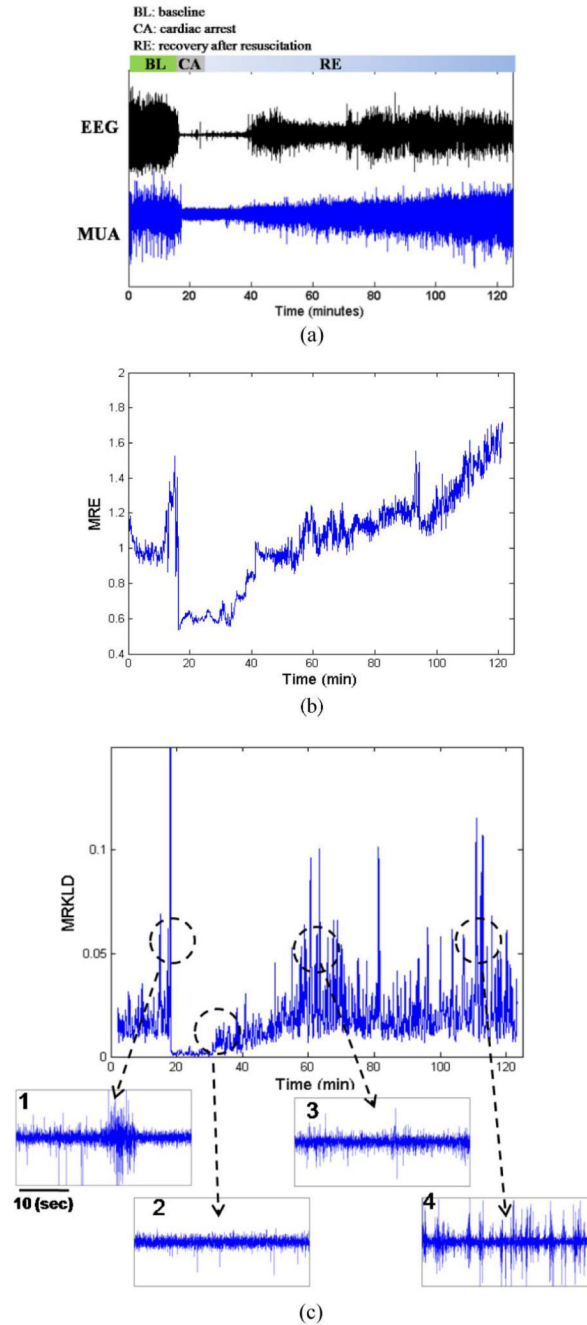 BL: baseline
CA: cardiac arrest
RE: recovery after resuscitation
BL CA RE
EEG
MUA
0 20 40 60 80 100 120
Time (minutes)
(a)
2
1.8
1.6
1.4
1.2
1
0.8
0.6
0.4
MRE
0 20 40 60 80 100 120
Time (min)
(b)
0.1
0.05
0
MRKLD
0 20 40 60 80 100 120
Time (min)
1
10 (sec)
2
3
4
(c)